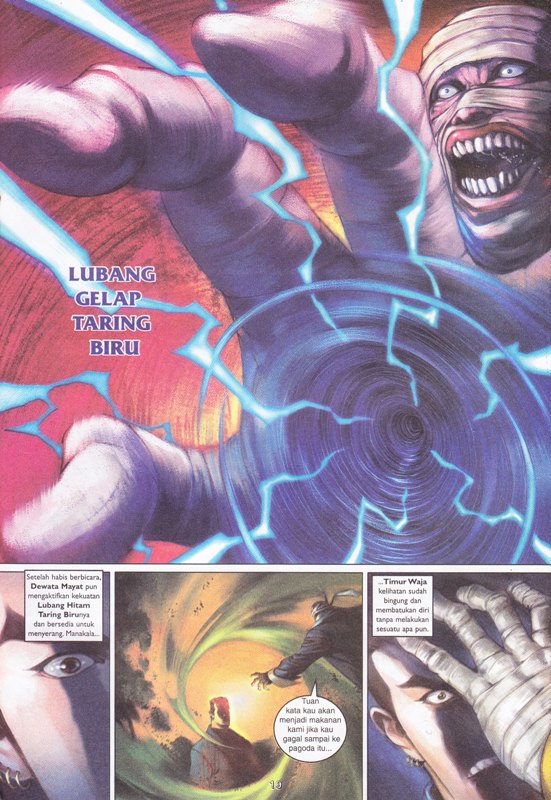 LUBANG
GELAP
TARING
BIRU
Setelah habis berbicara,
Dewata Mayat pun
mengaktifkan kekuatan
Lubang Hitam
Taring Birunya
dan bersedia untuk
menyerang. Manakala...
Tuan
kata kau akan
menjadi makanan
kami jika kau
gagal sampai ke
pagoda itu...
...Timur Waja
kelihatan sudah
bingung dan
membatukan diri
tanpa melakukan
sesuatu apa pun.
13